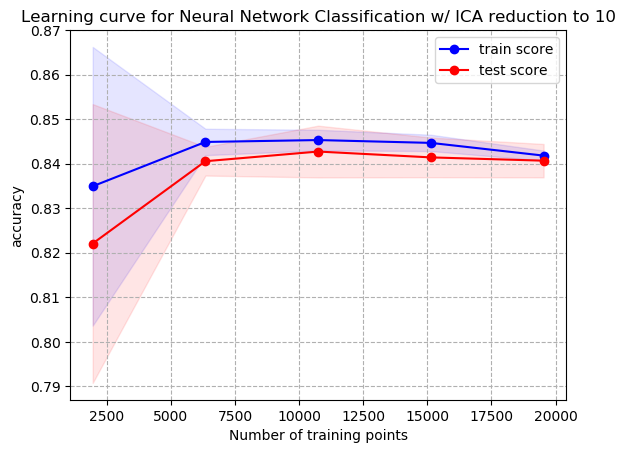 Learning curve for Neural Network Classification w/ ICA reduction to 10
0.87
0.86
0.85
0.84
0.83
0.82
0.81
0.80
0.79
accuracy
train score
test score
2500 5000 7500 10000 12500 15000 17500 20000
Number of training points